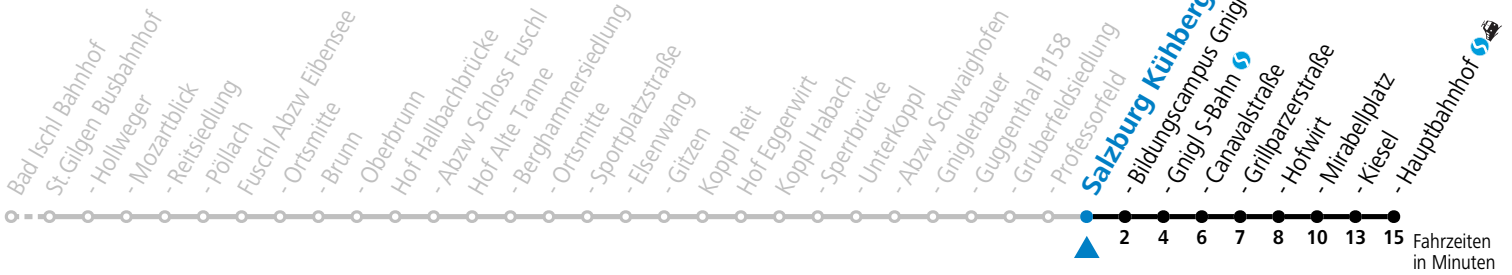 Bad Ischl Bahnhof
St.Gilgen Busbahnhof
- Hollweger
- Mozartblick
- Reitsiedlung
- Pöllach
Fuschl Abzw Eibensee
- Ortsmitte
- Brunn
- Oberbrunn
Hof Hallbachbrücke
- Abzw Schloss Fuschl
Hof Alte Tanne
- Berghammersiedlung
- Ortsmitte
- Sportplatzstraße
- Elsenwang
- Gitzen
Koppl Reit
Hof Eggerwirt
Koppl Habach
- Sperrbrücke
- Unterkoppl
- Abzw Schwaighofen
- Gniglerbauer
- Guggenthal B158
- Gruberfeldsiedlung
- Professorfeld
Salzburg Kühberg
- Bildungscampus Gnigl
- Gnigl S-Bahn
- Canavalstraße
- Grillparzerstraße
- Hofwirt
- Mirabellplatz
- Kiesel
- Hauptbahnhof
2 4 6 7 8 10 13 15
Fahrzeiten
in Minuten